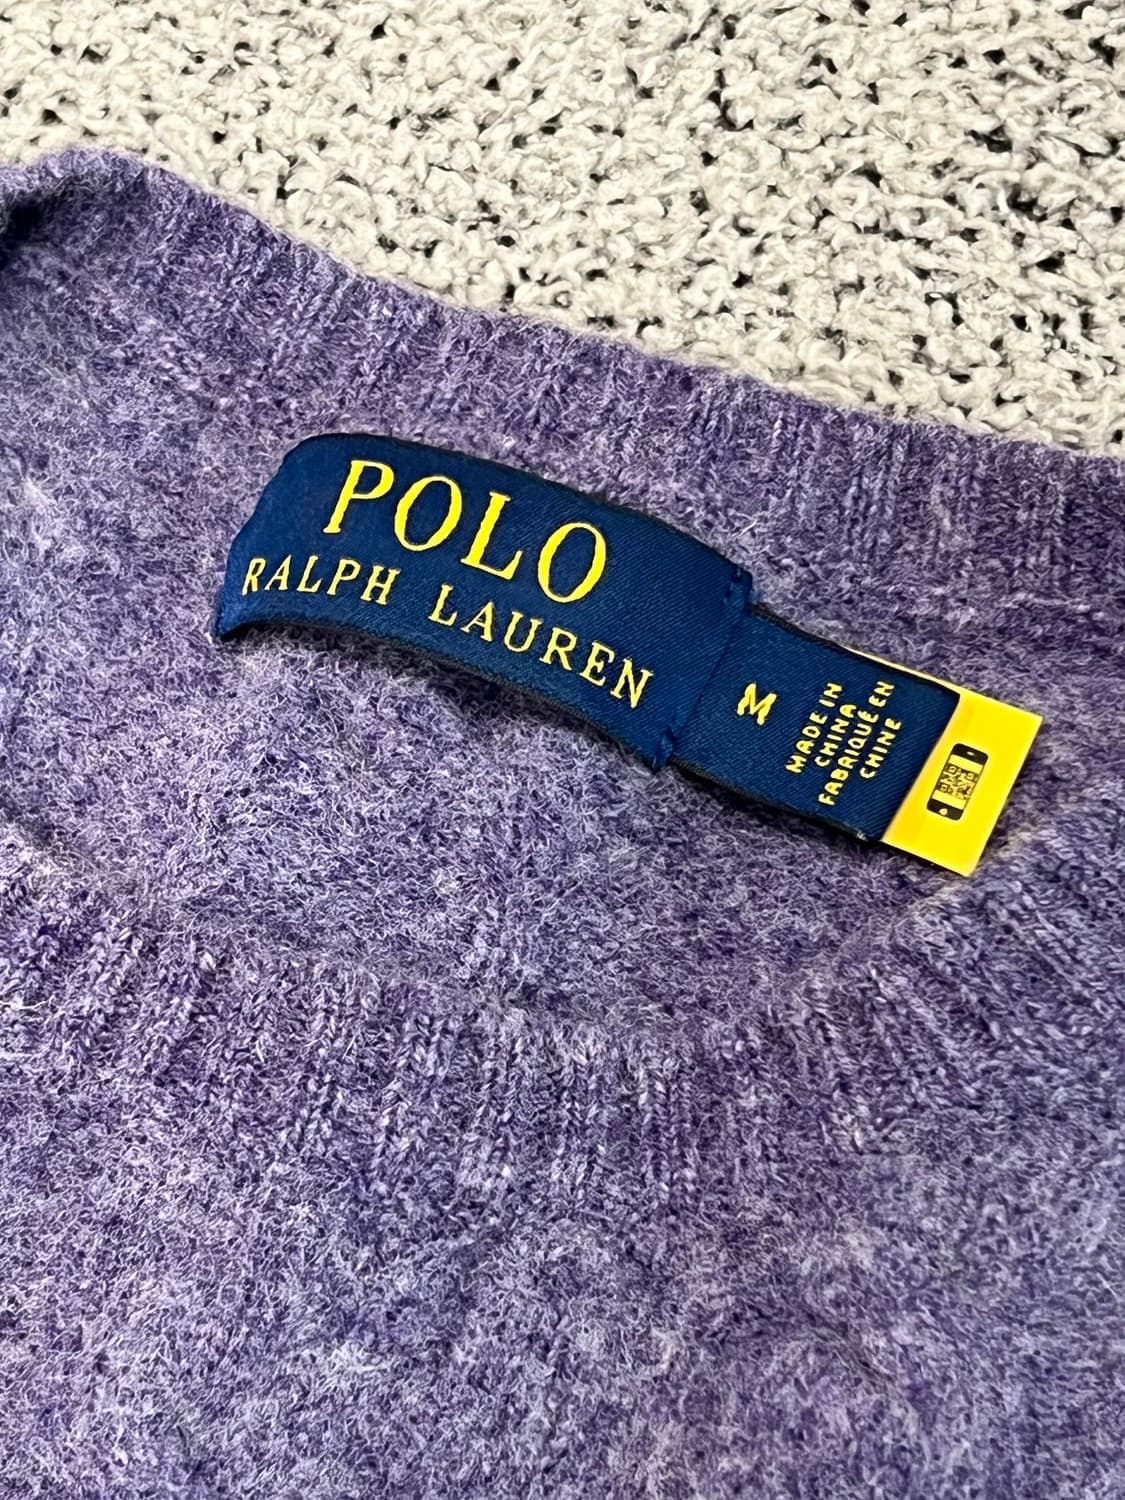 POLO
RALPH LAUREN
M
MADE IN
CHINA
FABRIQUÉ EN
CHINE